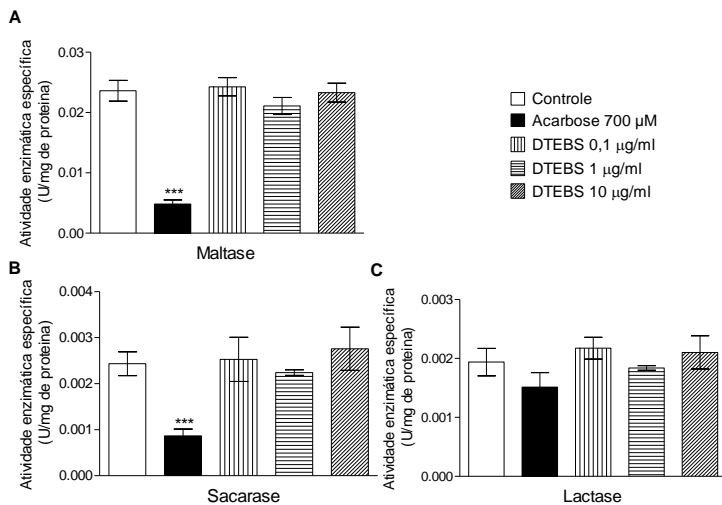 A
Atividade enzimática específica
(U/mg de proteina)
0.03
0.02
0.01
0.00
***
Maltase
Controle
Acarbose 700 µM
DTEBS 0,1 µg/ml
DTEBS 1 µg/ml
DTEBS 10 µg/ml
B
Atividade enzimática específica
(U/mg de proteina)
0.004
0.003
0.002
0.001
0.000
***
Sacarase
C
Atividade enzimática específica
(U/mg de proteina)
0.003
0.002
0.001
0.000
Lactase